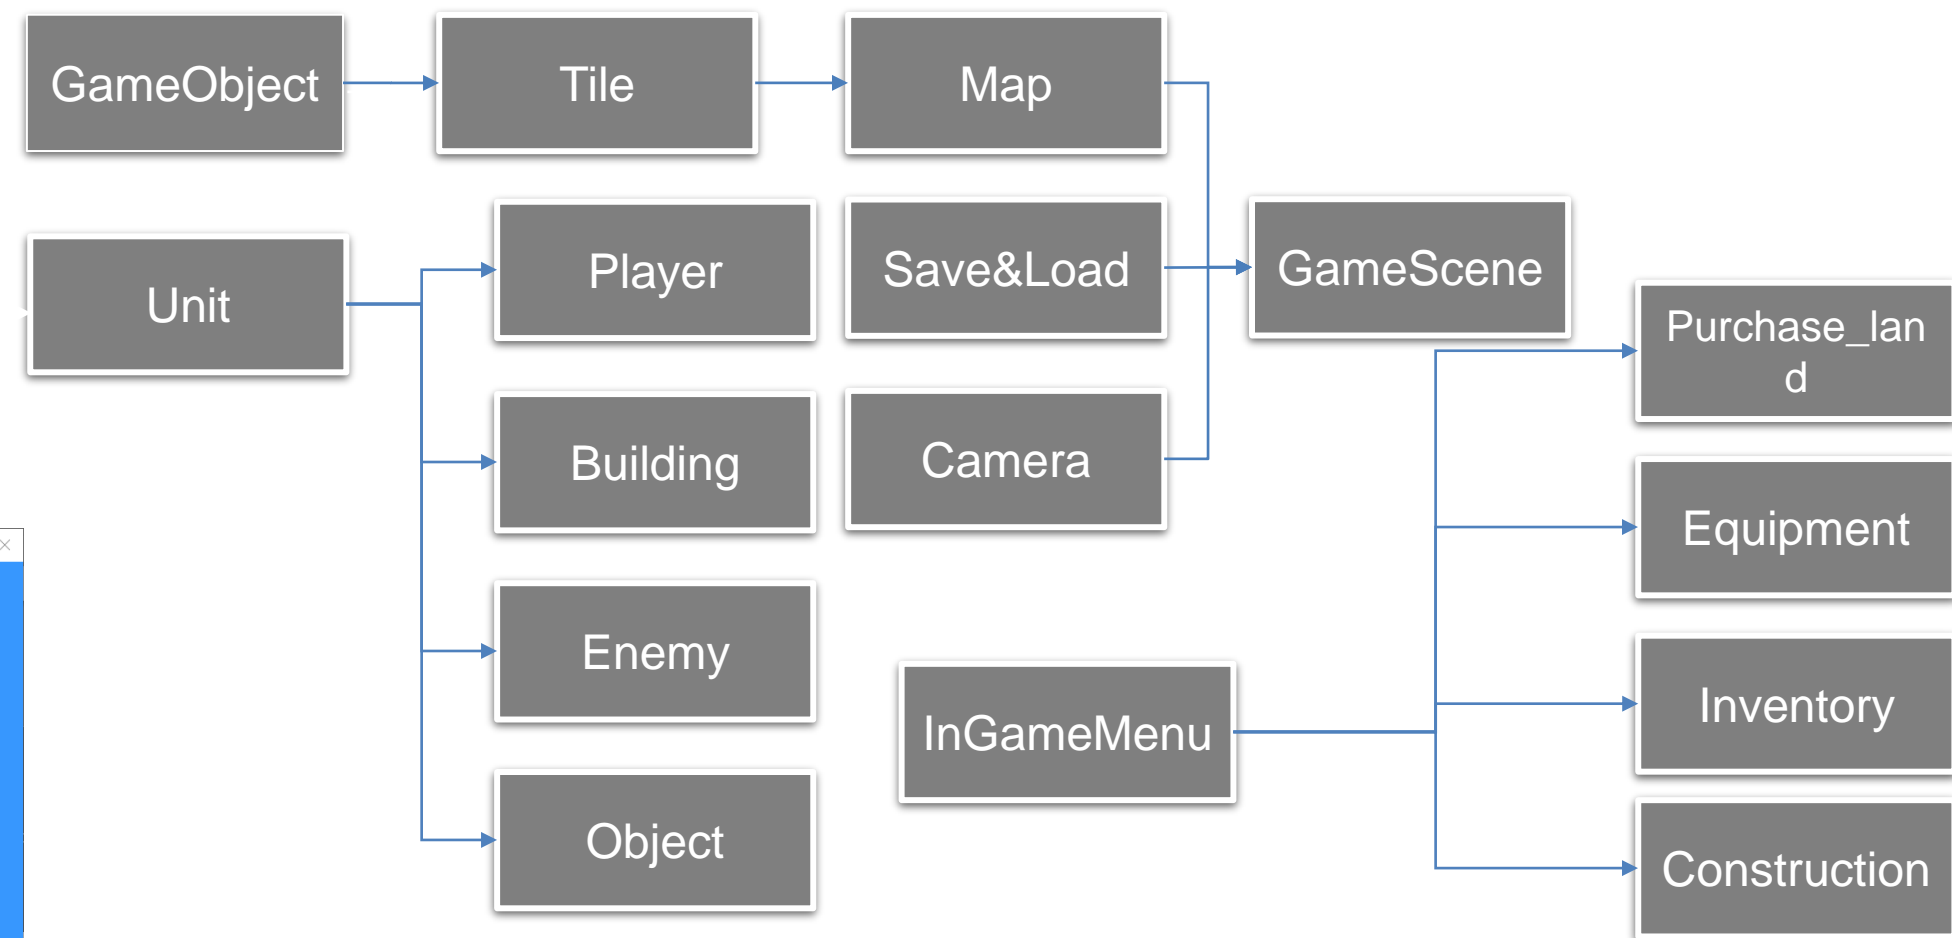 GameObject
Tile
Map
Unit
Player
Save&Load
GameScene
Purchase_lan
d
Building
Camera
Equipment
Enemy
InGameMenu
Inventory
Object
Construction